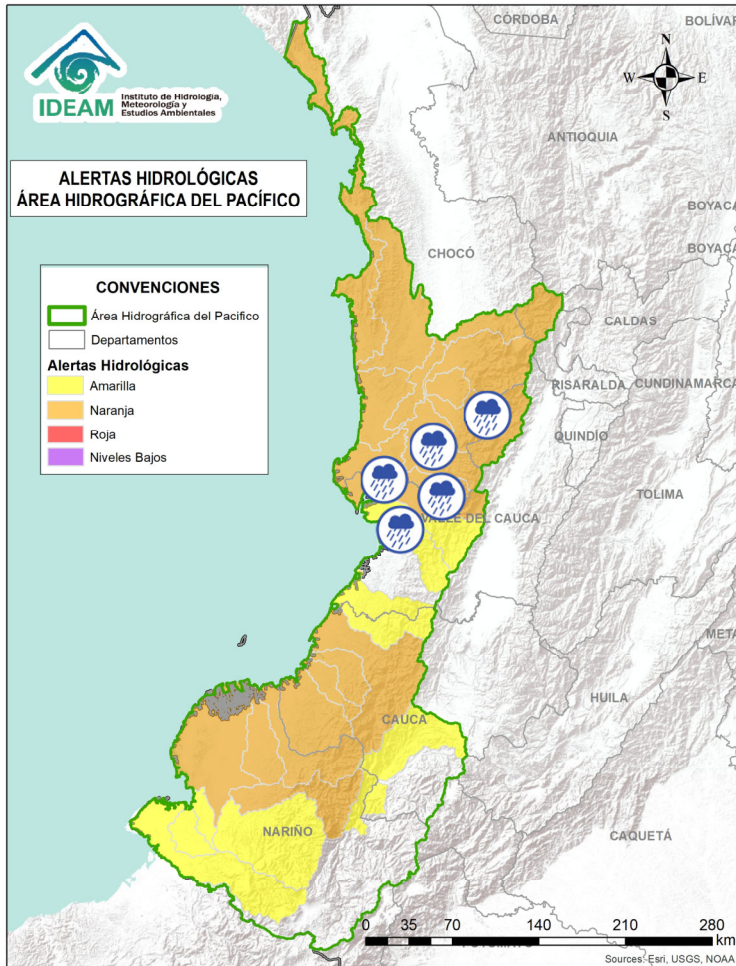 CÓRDOBA
BOLÍVAR
IDEAM
Instituto de Hidrología,
Meteorología y
Estudios Ambientales
N
W E
S
ANTIOQUIA
ALERTAS HIDROLÓGICAS
ÁREA HIDROGRÁFICA DEL PACÍFICO
BOYACÁ
CHOCÓ
BOYACÁ
CONVENCIONES
Área Hidrográfica del Pacifico
Departamentos
Alertas Hidrológicas
Amarilla
Naranja
Roja
Niveles Bajos
CALDAS
RISARALDA
CUNDINAMARCA
QUINDÍO
TOLIMA
VALLE DEL CAUCA
META
HUILA
CAUCA
NARIÑO
CAQUETÁ
0 35 70 140 210 280
km
Sources: Esri, USGS, NOAA